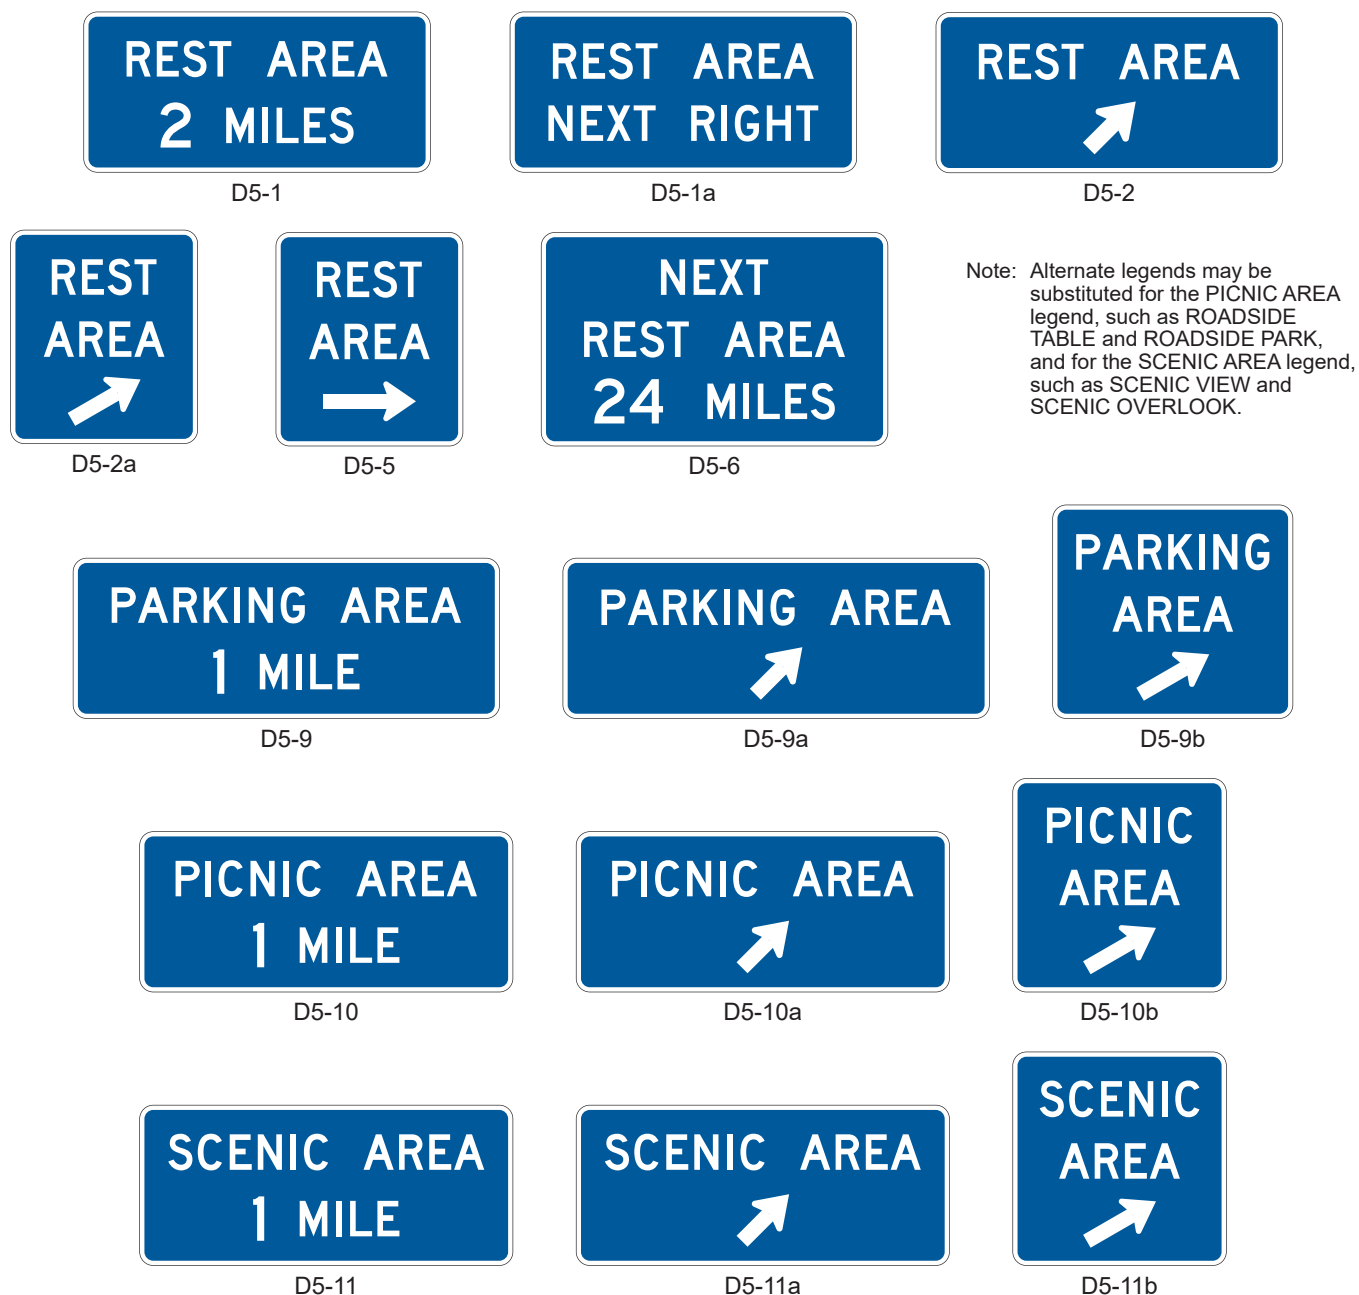 REST AREA
2 MILES
D5-1
REST AREA
NEXT RIGHT
D5-1a
REST AREA
D5-2
REST
AREA
D5-2a
REST
AREA
D5-5
NEXT
REST AREA
24 MILES
D5-6
Note: Alternate legends may be
substituted for the PICNIC AREA
legend, such as ROADSIDE
TABLE and ROADSIDE PARK,
and for the SCENIC AREA legend,
such as SCENIC VIEW and
SCENIC OVERLOOK.
PARKING AREA
1 MILE
D5-9
PARKING AREA
D5-9a
PARKING
AREA
D5-9b
PICNIC AREA
1 MILE
D5-10
PICNIC AREA
D5-10a
PICNIC
AREA
D5-10b
SCENIC AREA
1 MILE
D5-11
SCENIC AREA
D5-11a
SCENIC
AREA
D5-11b